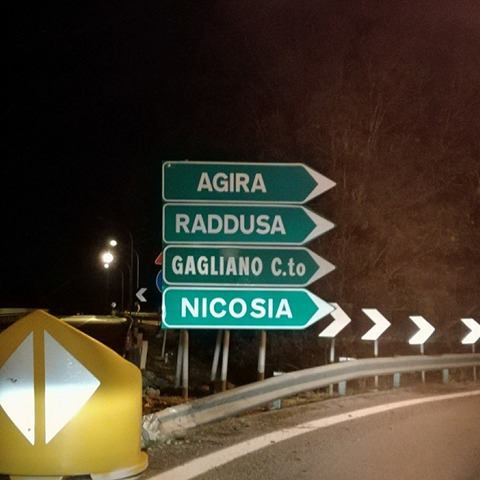 AGIRA
RADDUSA
GAGLIANO C.to
NICOSIA